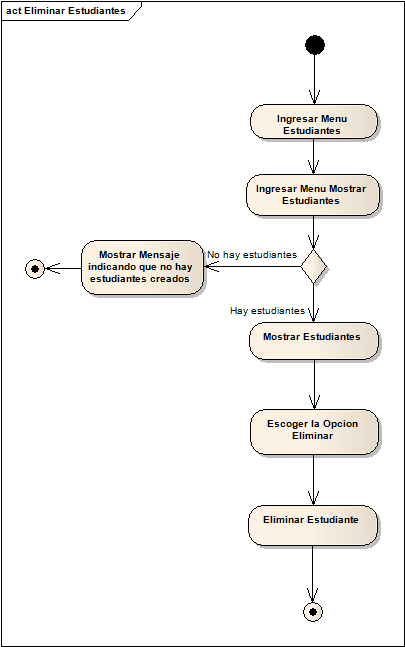 act Eliminar Estudiantes
Ingresar Menu
Estudiantes
Ingresar Menu Mostrar
Estudiantes
No hay estudiantes
Mostrar Mensaje
indicando que no hay
estudiantes creados
Hay estudiantes
Mostrar Estudiantes
Escoger la Opcion
Eliminar
Eliminar Estudiante